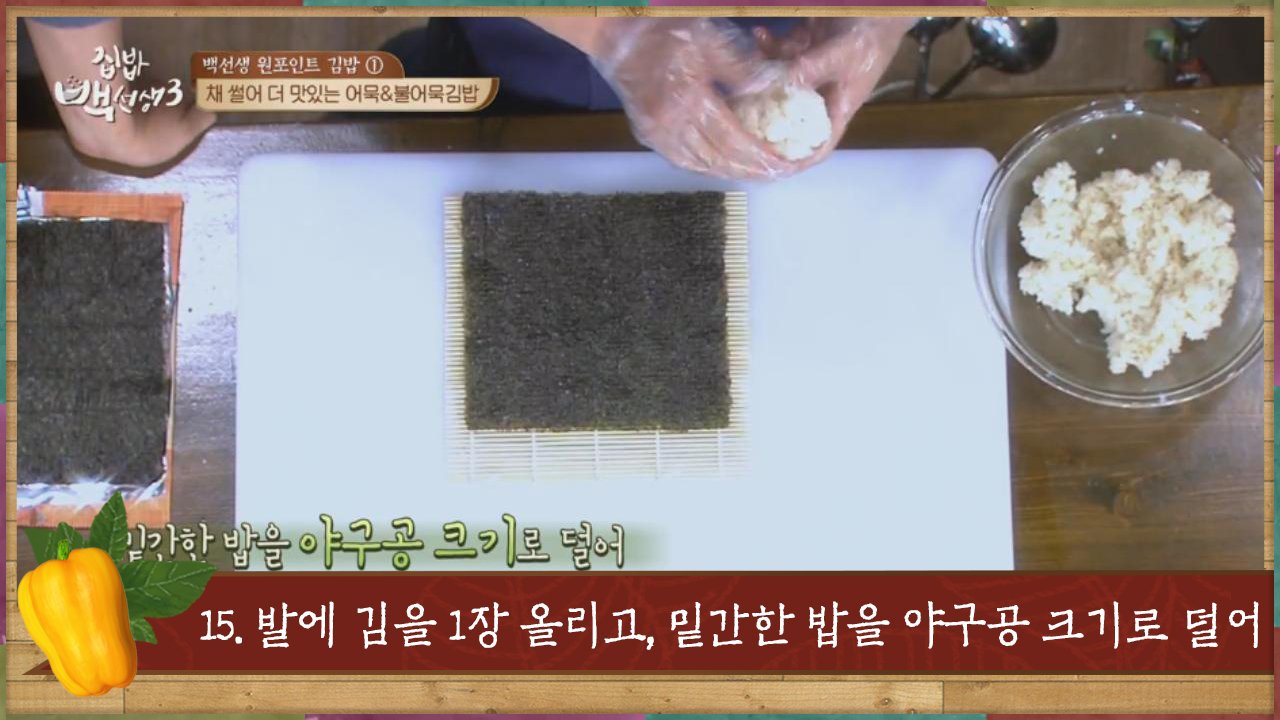 집밥
백선생3
백선생 원포인트 김밥 ①
채 썰어 더 맛있는 어묵&불어묵김밥
밑간한 밥을 야구공 크기로 덜어
15. 발에 김을 1장 올리고, 밑간한 밥을 야구공 크기로 덜어